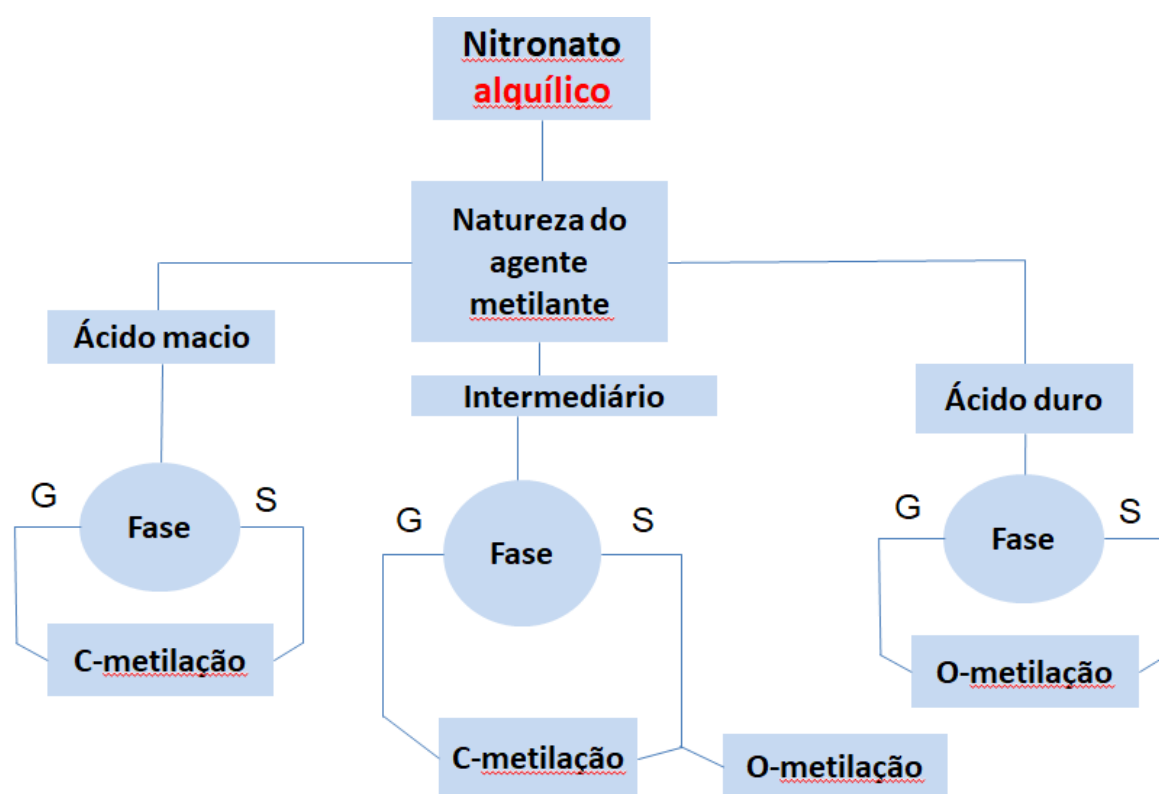 Nitronato
alquílico
Natureza do
agente
metilante
Ácido macio
Intermediário
Ácido duro
G
Fase
S
G
Fase
S
G
Fase
S
C-metilação
C-metilação
O-metilação
O-metilação